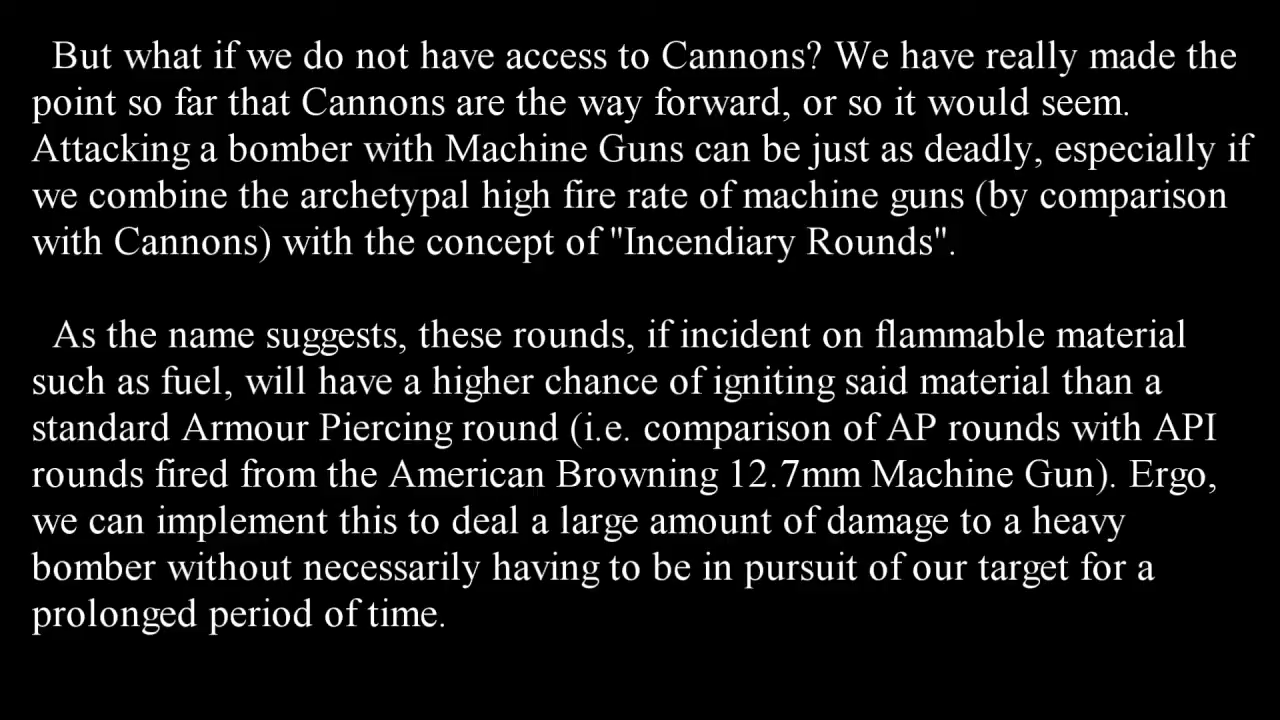 But what if we do not have access to Cannons? We have really made the
point so far that Cannons are the way forward, or so it would seem.
Attacking a bomber with Machine Guns can be just as deadly, especially if
we combine the archetypal high fire rate of machine guns (by comparison
with Cannons) with the concept of "Incendiary Rounds".
As the name suggests, these rounds, if incident on flammable material
such as fuel, will have a higher chance of igniting said material than a
standard Armour Piercing round (i.e. comparison of AP rounds with API
rounds fired from the American Browning 12.7mm Machine Gun). Ergo,
we can implement this to deal a large amount of damage to a heavy
bomber without necessarily having to be in pursuit of our target for a
prolonged period of time.